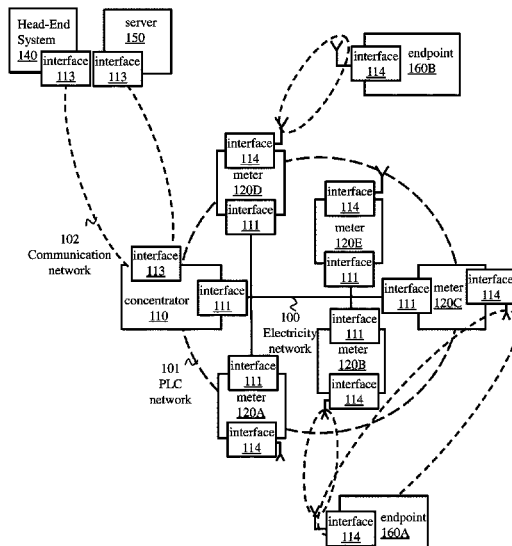 Head-End
System
140
interface
113
server
150
interface
113
endpoint
160B
interface
114
interface
114
meter
120D
interface
111
interface
114
meter
120E
interface
111
102
Communication
network
interface
113
concentrator
110
interface
111
interface
111
meter
120C
interface
114
100
Electricity
network
interface
111
meter
120B
interface
114
101
PLC
network
interface
111
meter
120A
interface
114
endpoint
160A
interface
114